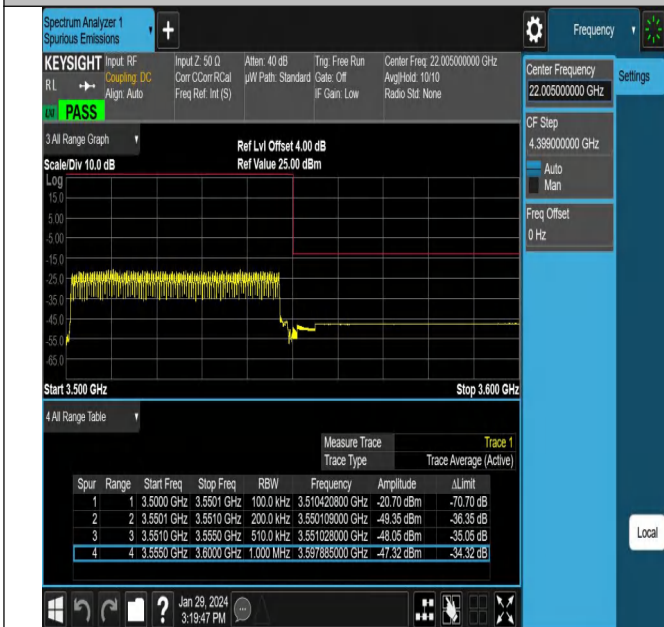 Spectrum Analyzer 1
Spurious Emissions
Frequency
KEYSIGHT
RL
Input: RF
Coupling: DC
Align: Auto
Input Z: 50 Ω
Corr CCorr RCal
Freq Ref: Int (S)
Atten: 40 dB
µW Path: Standard
Trig: Free Run
Gate: Off
IF Gain: Low
Center Freq: 22.005000000 GHz
Avg|Hold: 10/10
Radio Std: None
PASS
Center Frequency
22.005000000 GHz
Settings
CF Step
4.399000000 GHz
Auto
Man
Freq Offset
0 Hz
Local
3 All Range Graph
Scale/Div 10.0 dB
Ref Lvl Offset 4.00 dB
Ref Value 25.00 dBm
Log
15.0
5.00
-5.00
-15.0
-25.0
-35.0
-45.0
-55.0
-65.0
Start 3.500 GHz
Stop 3.600 GHz
4 All Range Table
Measure Trace Trace 1
Trace Type Trace Average (Active)
Spur Range Start Freq Stop Freq RBW Frequency Amplitude ΔLimit
1 1 3.5000 GHz 3.5501 GHz 100.0 kHz 3.510420800 GHz -20.70 dBm -70.70 dB
2 2 3.5501 GHz 3.5510 GHz 200.0 kHz 3.550109000 GHz -49.35 dBm -36.35 dB
3 3 3.5510 GHz 3.5550 GHz 510.0 kHz 3.551028000 GHz -48.05 dBm -35.05 dB
4 4 3.5550 GHz 3.6000 GHz 1.000 MHz 3.597885000 GHz -47.32 dBm -34.32 dB
?
Jan 29, 2024
3:19:47 PM